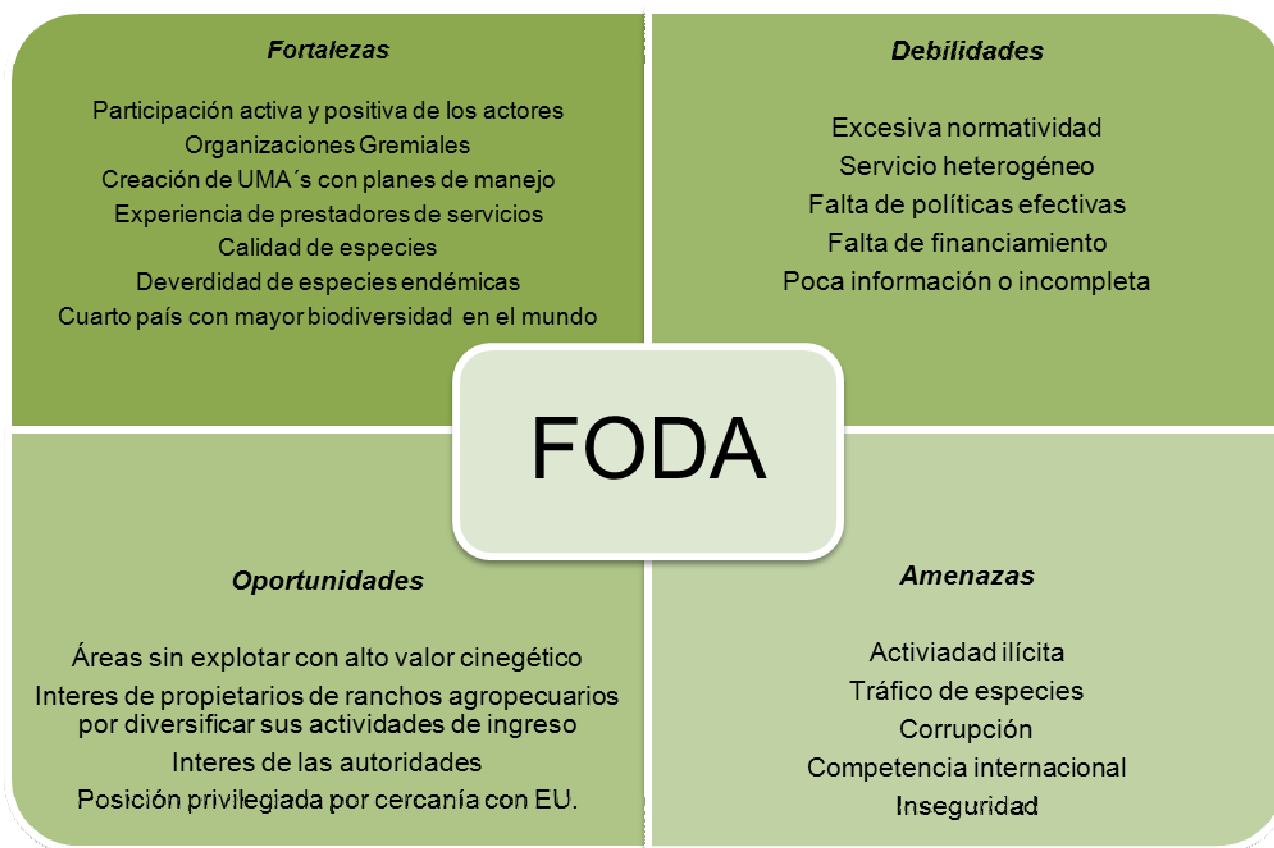 Fortalezas
Participación activa y positiva de los actores
Organizaciones Gremiales
Creación de UMA´s con planes de manejo
Experiencia de prestadores de servicios
Calidad de especies
Deverdidad de especies endémicas
Cuarto país con mayor biodiversidad en el mundo
Debilidades
Excesiva normatividad
Servicio heterogéneo
Falta de políticas efectivas
Falta de financiamiento
Poca información o incompleta
FODA
Oportunidades
Áreas sin explotar con alto valor cinegético
Interes de propietarios de ranchos agropecuarios
por diversificar sus actividades de ingreso
Interes de las autoridades
Posición privilegiada por cercanía con EU.
Amenazas
Activiadad ilícita
Tráfico de especies
Corrupción
Competencia internacional
Inseguridad